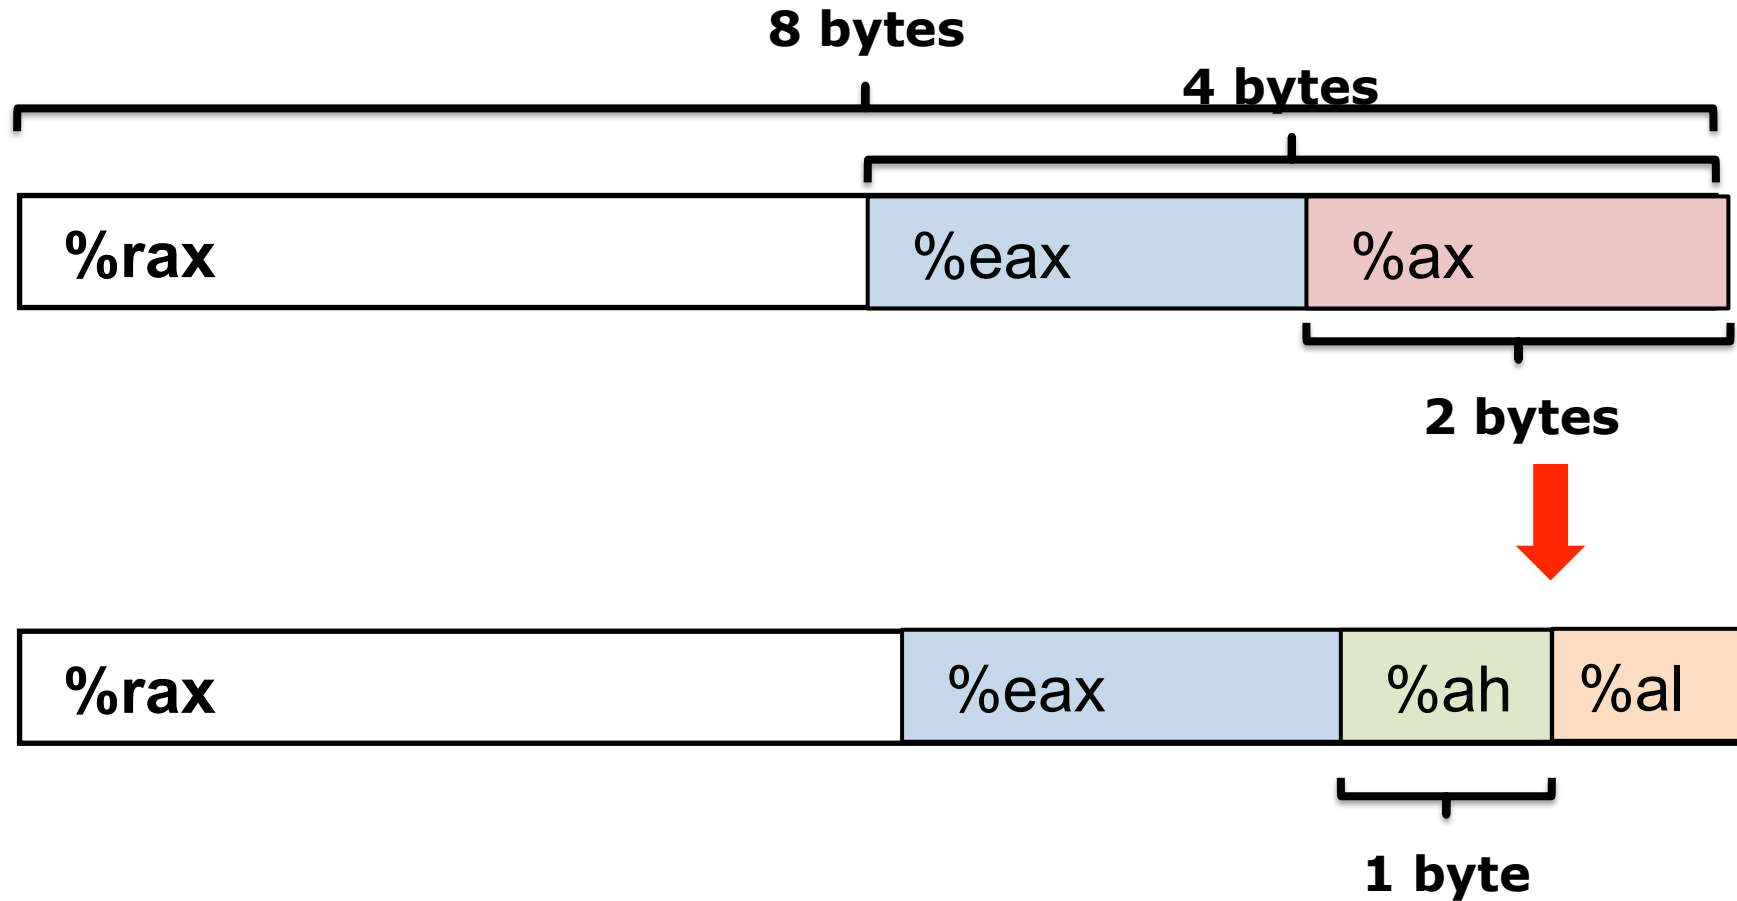 8 bytes
4 bytes
%rax %eax %ax
2 bytes
%rax %eax %ah %al
1 byte